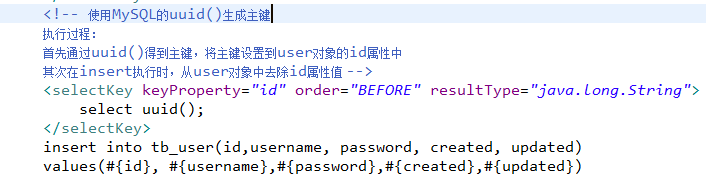 <!-- 使用MySQL的uuid()生成主键
执行过程:
首先通过uuid()得到主键，将主键设置到user对象的id属性中
其次在insert执行时，从user对象中去除id属性值 -->
<selectKey keyProperty="id" order="BEFORE" resultType="java.long.String">
select uuid();
</selectKey>
insert into tb_user(id,username, password, created, updated)
values(#{id}, #{username},#{password},#{created},#{updated})